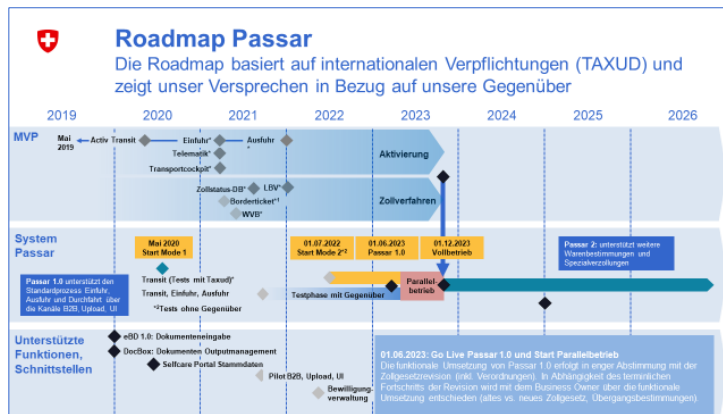 Roadmap Passar
Die Roadmap basiert auf internationalen Verpflichtungen (TAXUD) und
zeigt unser Versprechen in Bezug auf unsere Gegenüber
2019 2020 2021 2022 2023 2024 2025 2026
MVP
Mai
2019
Activ Transit
Einfuhr*
Ausfuhr
*
Telematik*
Transportcockpit*
Aktivierung
Zollstatus-DB*
LBV*
Borderticket*¹
WVB*
Zollverfahren
System
Passar
Mai 2020
Start Mode 1
01.07.2022
Start Mode 2*²
01.06.2023
Passar 1.0
01.12.2023
Vollbetrieb
Passar 2: unterstützt weitere
Warenbestimmungen und
Spezialverzollungen
Passar 1.0 unterstützt den
Standardprozess Einfuhr,
Ausfuhr und Durchfahrt über
die Kanäle B2B, Upload, UI
Transit (Tests mit Taxud)*
Transit, Einfuhr, Ausfuhr
*²Tests ohne Gegenüber
Testphase mit Gegenüber
Parallel-
betrieb
Unterstützte
Funktionen,
Schnittstellen
eBD 1.0: Dokumenteneingabe
DocBox: Dokumenten Outputmanagement
Selfcare Portal Stammdaten
Pilot B2B, Upload, UI
Bewilligung-
verwaltung
01.06.2023: Go Live Passar 1.0 und Start Parallelbetrieb
Die funktionale Umsetzung von Passar 1.0 erfolgt in enger Abstimmung mit der
Zollgesetzrevision (inkl. Verordnungen). In Abhängigkeit des terminlichen
Fortschritts der Revision wird mit dem Business Owner über die funktionale
Umsetzung entschieden (altes vs. neues Zollgesetz, Übergangsbestimmungen).